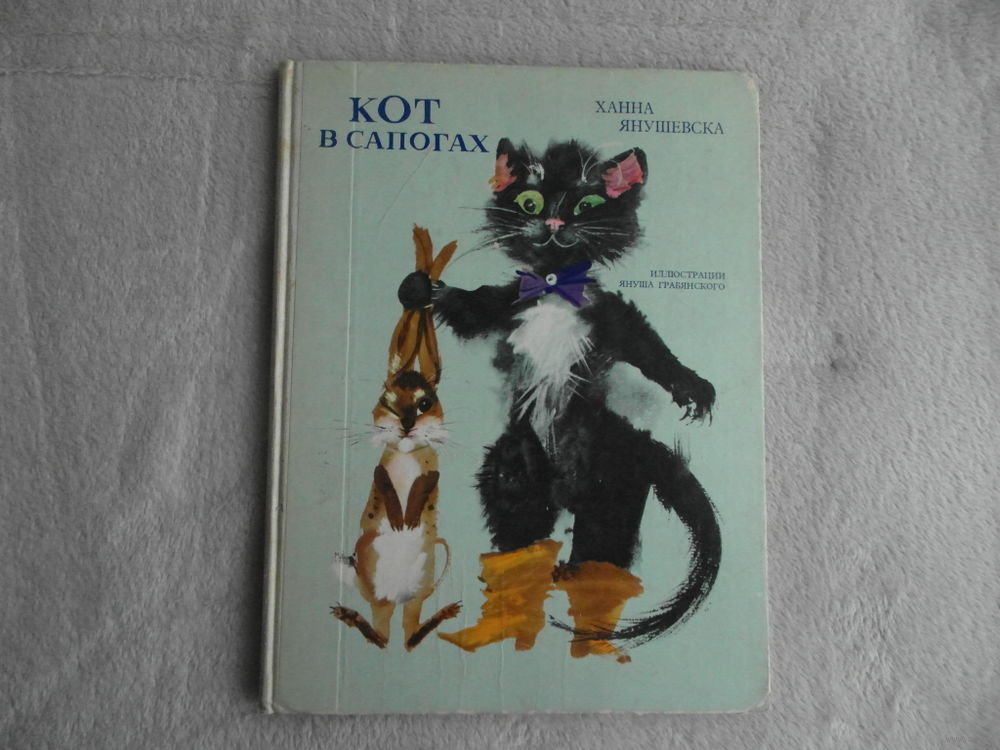 КОТ
В САПОГАХ
ХАННА
ЯНУШЕВСКА
ИЛЛЮСТРАЦИИ
ЯНУША ГРАБЯНСКОГО